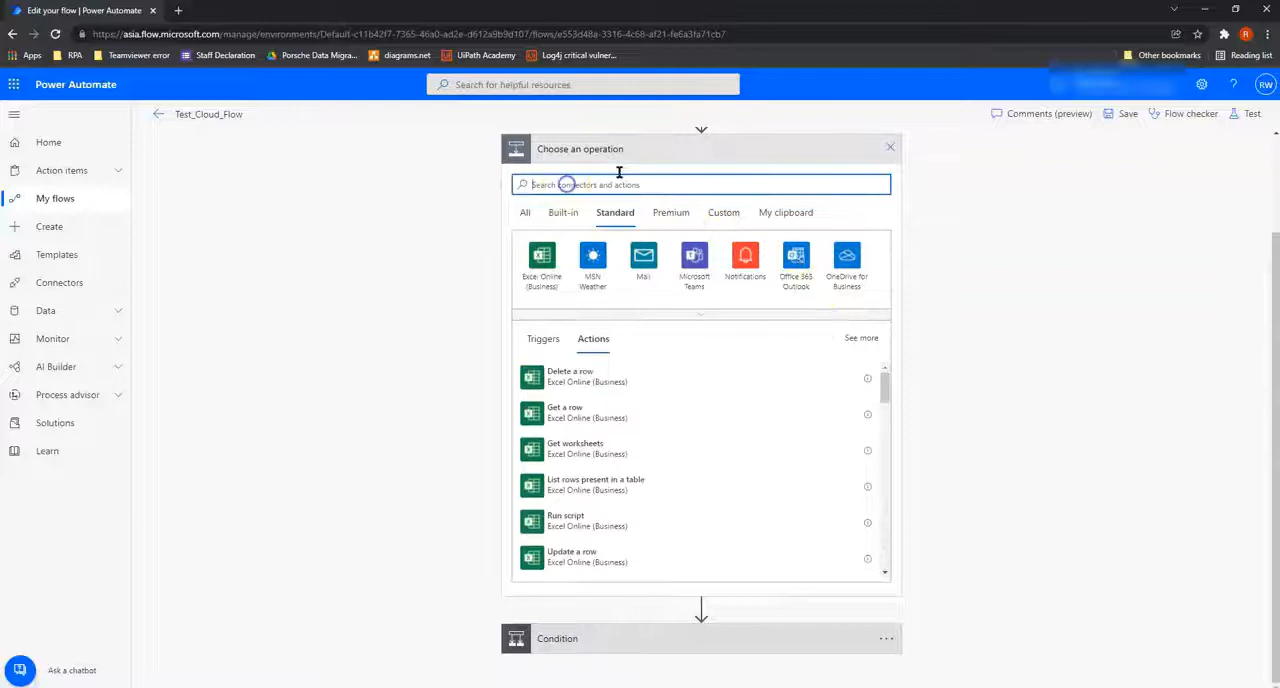 Edit your flow | Power Automate
https://asia.flow.microsoft.com/manage/environments/Default-c11b42f7-7365-46a0-ad2e-d612a9b9d107/flows/e553d48a-3316-4c68-af21-fe6a3fa71cb7
R
Apps
RPA
Teamviewer error
Staff Declaration
Porsche Data Migra...
diagrams.net
UiPath Academy
Log4j critical vulner...
Other bookmarks
Reading list
Power Automate
Search for helpful resources
RW
Test_Cloud_Flow
Comments (preview)
Save
Flow checker
Test
Home
Action items
My flows
Create
Templates
Connectors
Data
Monitor
AI Builder
Process advisor
Solutions
Learn
Ask a chatbot
Choose an operation
Search connectors and actions
All
Built-in
Standard
Premium
Custom
My clipboard
Excel Online
(Business)
MSN
Weather
Mail
Microsoft
Teams
Notifications
Office 365
Outlook
OneDrive for
Business
Triggers
Actions
See more
Delete a row
Excel Online (Business)
Get a row
Excel Online (Business)
Get worksheets
Excel Online (Business)
List rows present in a table
Excel Online (Business)
Run script
Excel Online (Business)
Update a row
Excel Online (Business)
Condition